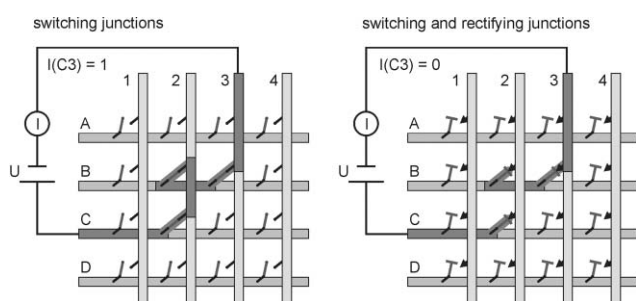 switching junctions
I(C3) = 1
1 2 3 4
I
U
A
B
C
D
switching and rectifying junctions
I(C3) = 0
1 2 3 4
I
U
A
B
C
D